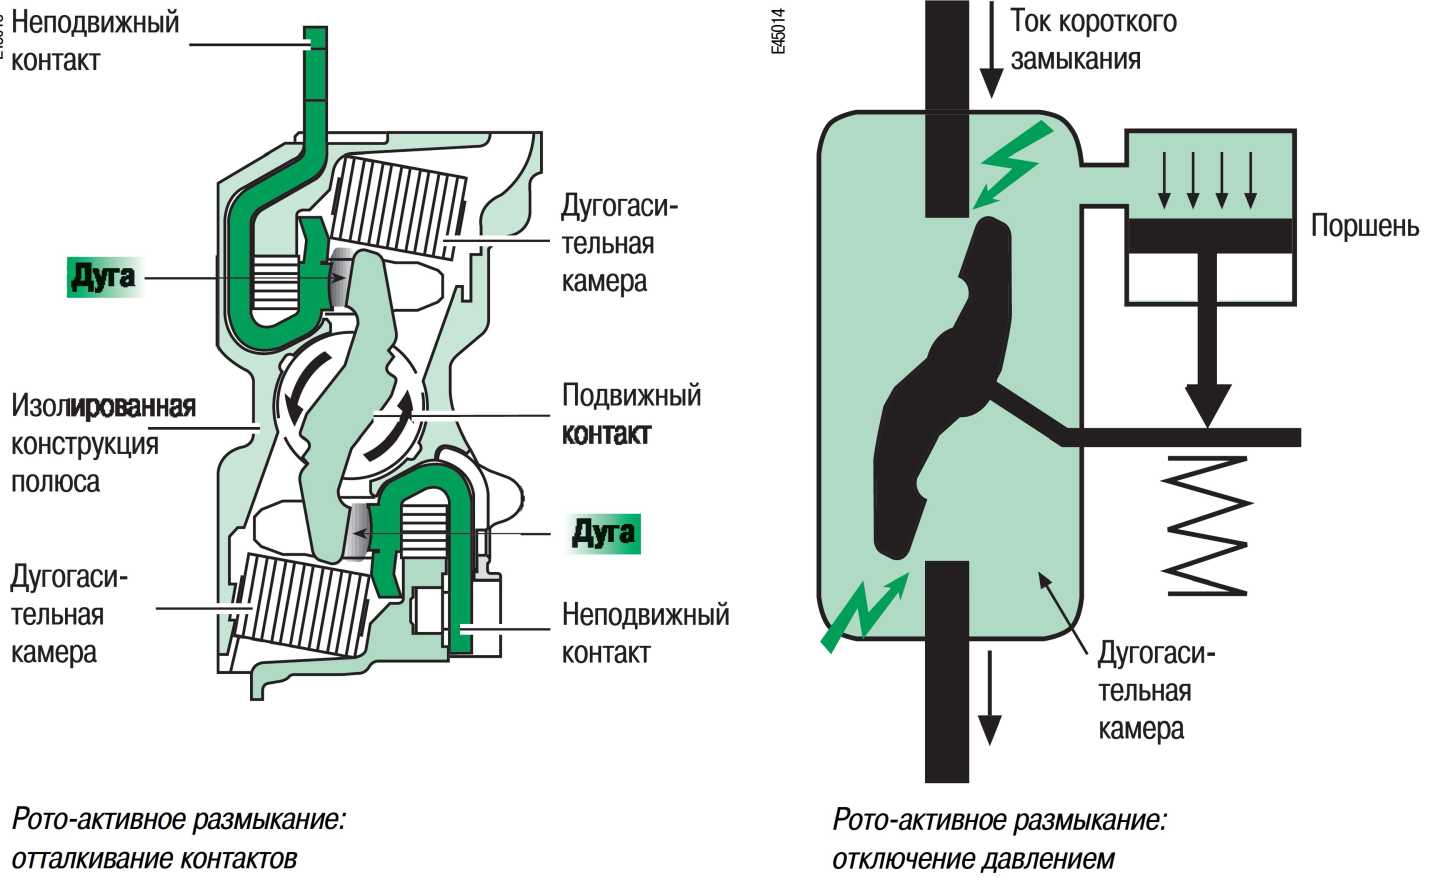 Неподвижный
контакт
Дугогаси-
тельная
камера
Дуга
Изолированная
конструкция
полюса
Подвижный
контакт
Дуга
Дугогаси-
тельная
камера
Неподвижный
контакт
Рото-активное размыкание:
отталкивание контактов
E45014
Ток короткого
замыкания
Поршень
Дугогаси-
тельная
камера
Рото-активное размыкание:
отключение давлением